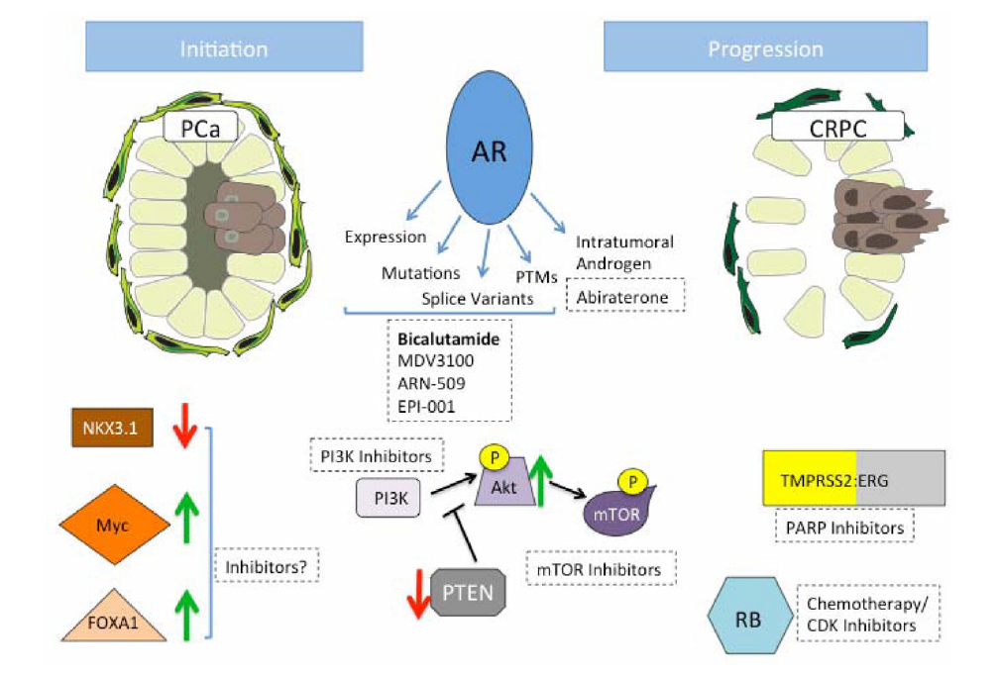 Initiation
Progression
PCa
AR
CRPC
Expression
Mutations
Splice Variants
PTMs
Intratumoral
Androgen
Abiraterone
Bicalutamide
MDV3100
ARN-509
EPI-001
NKX3.1
Myc
FOXA1
Inhibitors?
PI3K Inhibitors
PI3K
P
Akt
P
mTOR
PTEN
mTOR Inhibitors
TMPRSS2:ERG
PARP Inhibitors
RB
Chemotherapy/
CDK Inhibitors